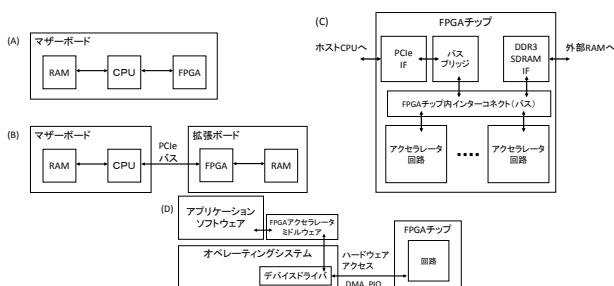 (A)
マザーボード
RAM
CPU
FPGA
(B)
マザーボード
RAM
CPU
PCIe
バス
拡張ボード
FPGA
RAM
(C)
FPGAチップ
ホストCPUへ
PCIe
IF
バス
ブリッジ
DDR3
SDRAM
IF
外部RAMへ
FPGAチップ内インターコネクト(バス)
アクセラレータ
回路
....
アクセラレータ
回路
(D)
アプリケーション
ソフトウェア
FPGAアクセラレータ
ミドルウェア
オペレーティングシステム
デバイスドライバ
ハードウェア
アクセス
DMA, PIO
FPGAチップ
回路